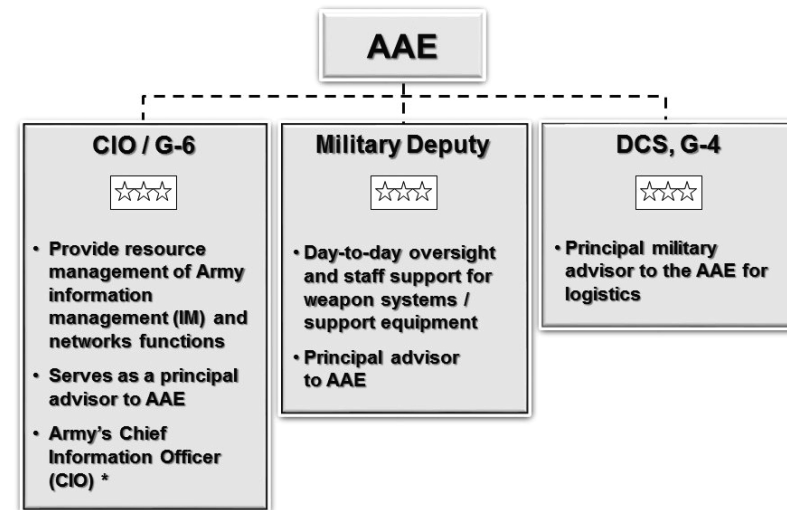 AAE
CIO / G-6
• Provide resource
management of Army
information
management (IM) and
networks functions
• Serves as a principal
advisor to AAE
• Army's Chief
Information Officer
(CIO) *
Military Deputy
• Day-to-day oversight
and staff support for
weapon systems /
support equipment
• Principal advisor
to AAE
DCS, G-4
• Principal military
advisor to the AAE for
logistics